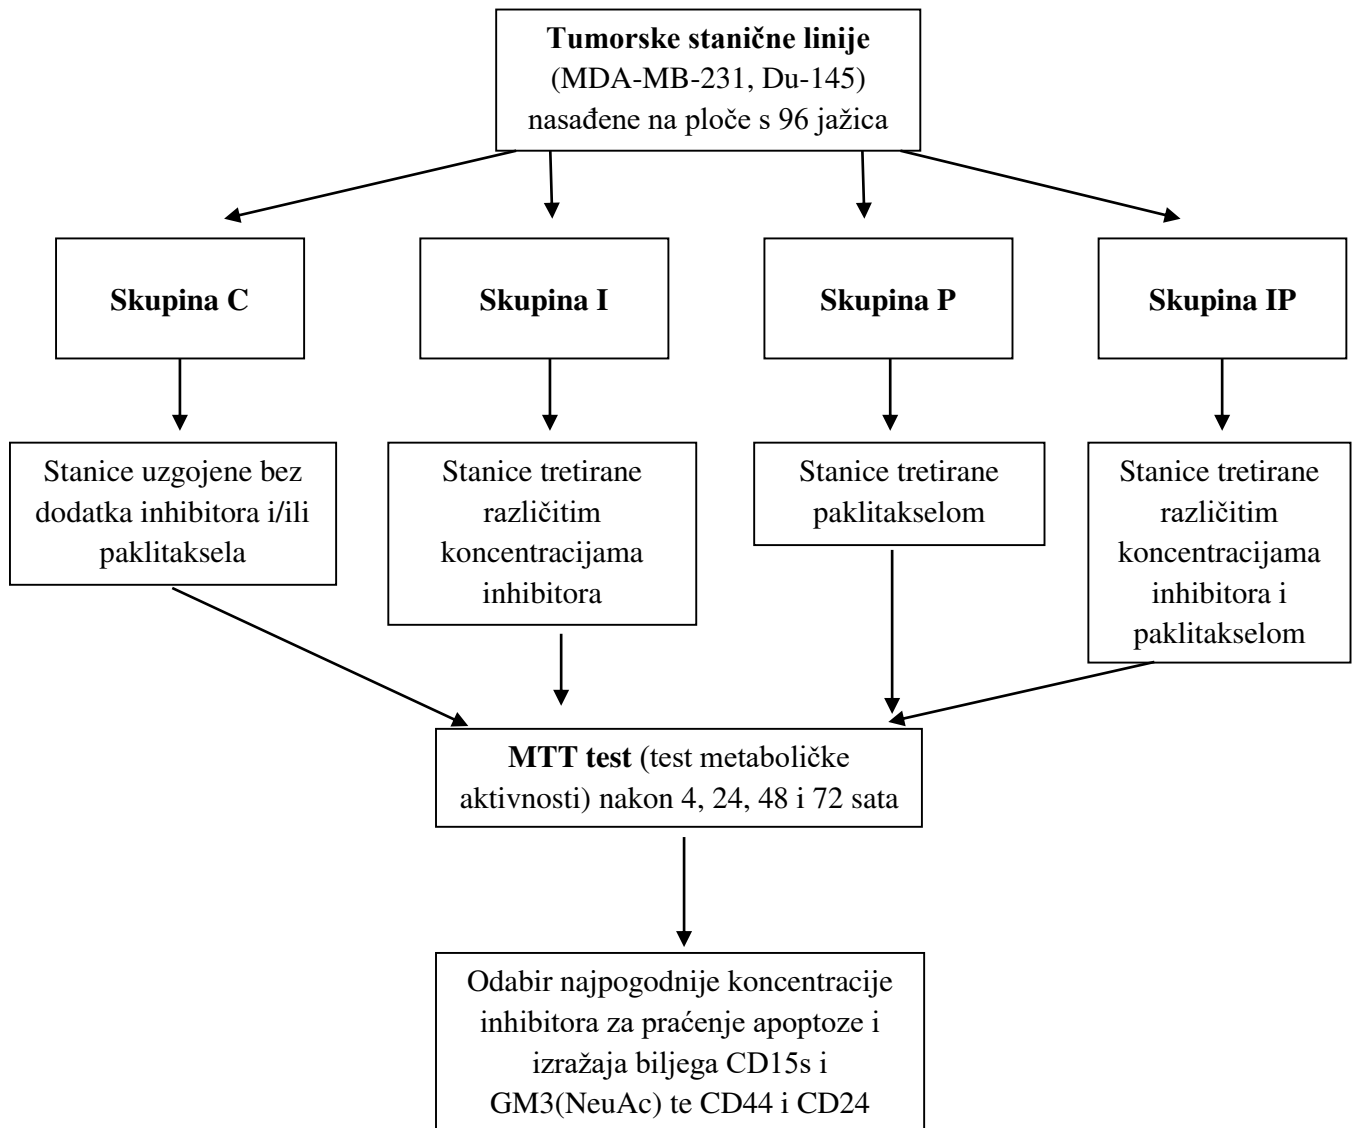 Tumorske stanične linije
(MDA-MB-231, Du-145)
nasađene na ploče s 96 jažica
Skupina C
Skupina I
Skupina P
Skupina IP
Stanice uzgojene bez
dodatka inhibitora i/ili
paklitaksela
Stanice tretirane
različitim
koncentracijama
inhibitora
Stanice tretirane
paklitakselom
Stanice tretirane
različitim
koncentracijama
inhibitora i
paklitakselom
MTT test (test metaboličke
aktivnosti) nakon 4, 24, 48 i 72 sata
Odabir najpogodnije koncentracije
inhibitora za praćenje apoptoze i
izražaja biljega CD15s i
GM3(NeuAc) te CD44 i CD24